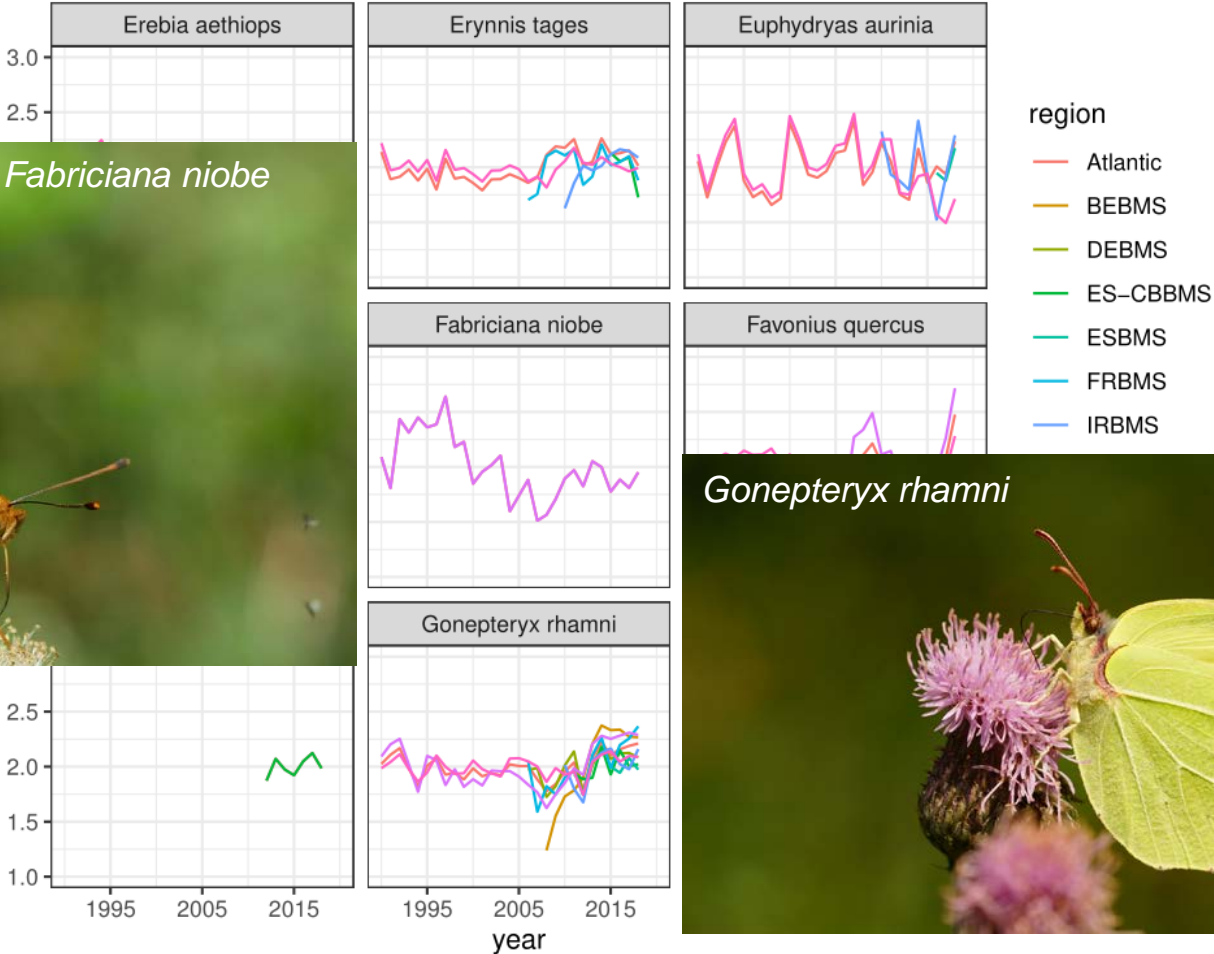 Erebia aethiops
Erynnis tages
Euphydryas aurinia
3.0
2.5
region
Atlantic
BEBMS
DEBMS
ES−CBBMS
ESBMS
FRBMS
IRBMS
Fabriciana niobe
Fabriciana niobe
Favonius quercus
Gonepteryx rhamni
Gonepteryx rhamni
2.5
2.0
1.5
1.0
1995
2005
2015
1995
2005
2015
year